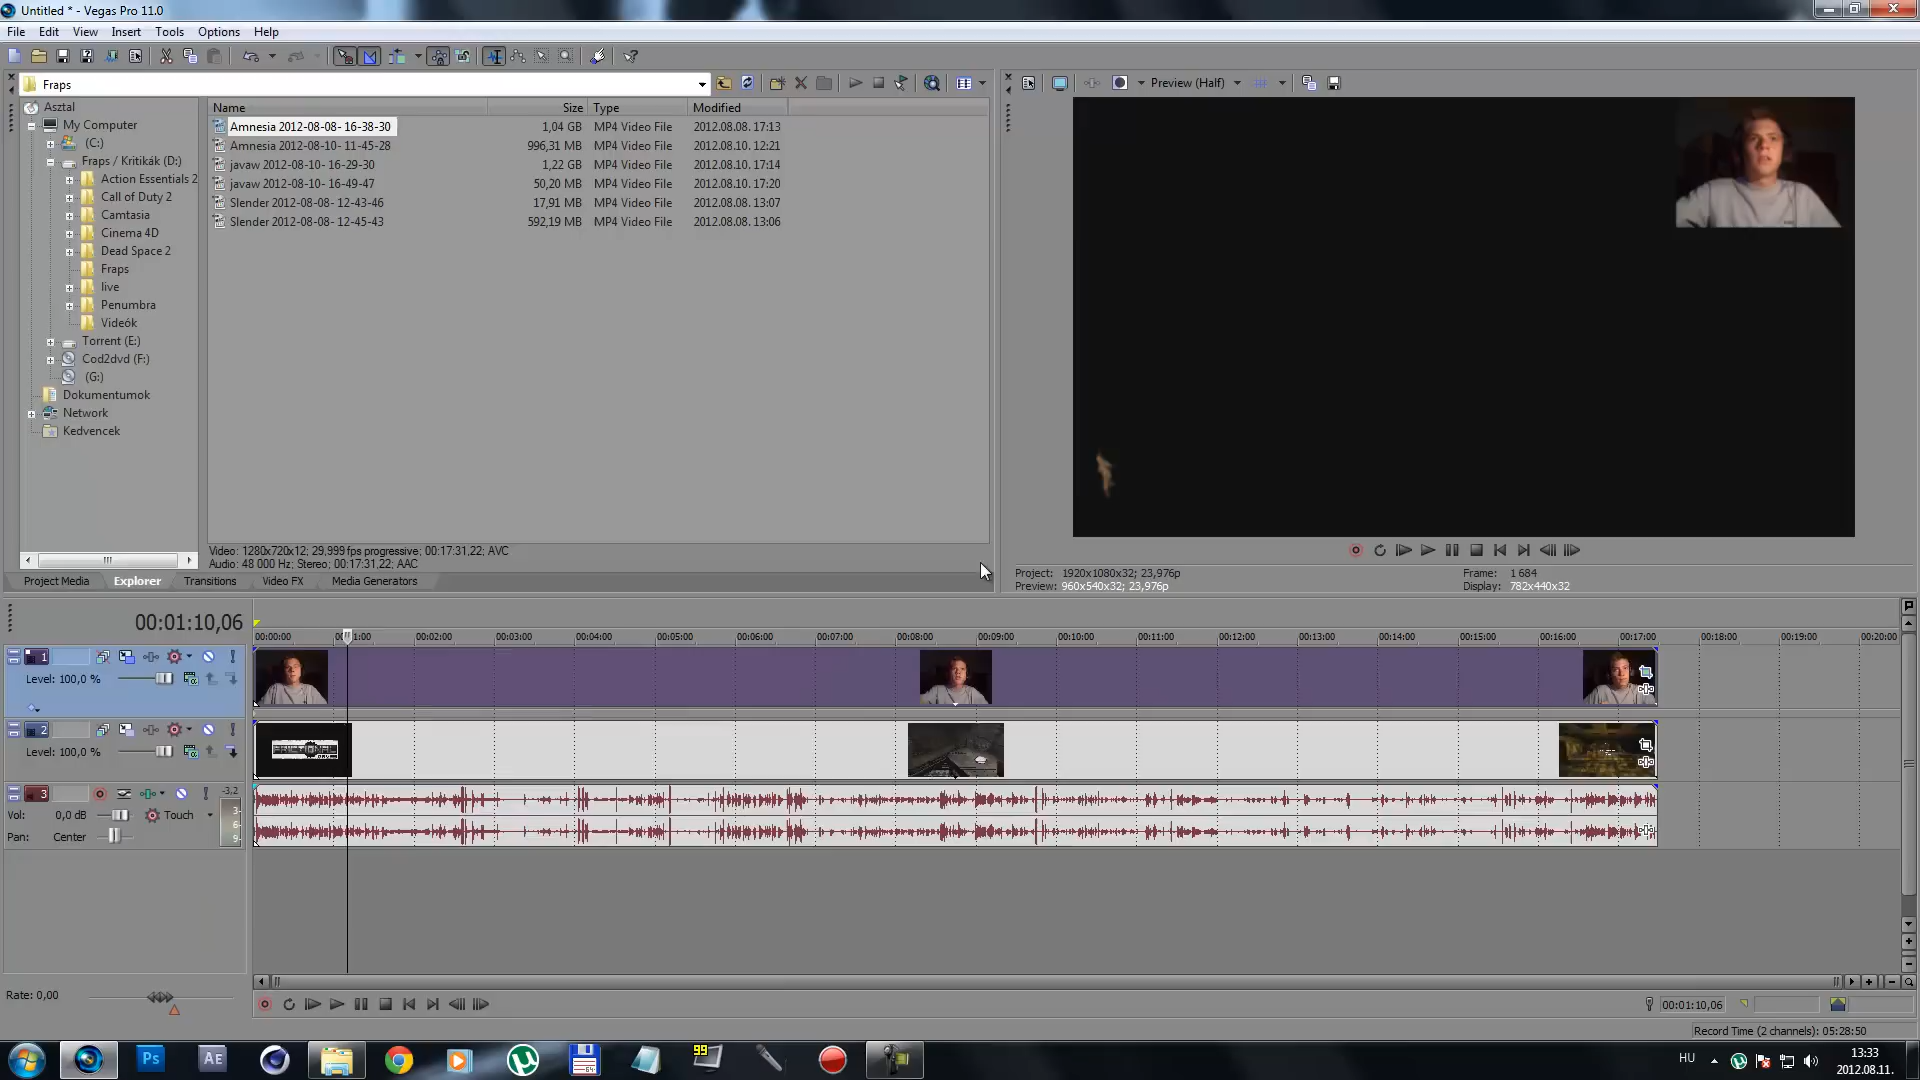 Untitled * - Vegas Pro 11.0
File Edit View Insert Tools Options Help
Fraps
Preview (Half)
Asztal
My Computer
(C:)
Fraps / Kritikák (D:)
Action Essentials 2
Call of Duty 2
Camtasia
Cinema 4D
Dead Space 2
Fraps
live
Penumbra
Videók
Torrent (E:)
Cod2dvd (F:)
(G:)
Dokumentumok
Network
Kedvencek
Name Size Type Modified
Amnesia 2012-08-08- 16-38-30 1,04 GB MP4 Video File 2012.08.08. 17:13
Amnesia 2012-08-10- 11-45-28 996,31 MB MP4 Video File 2012.08.10. 12:21
javaw 2012-08-10- 16-29-30 1,22 GB MP4 Video File 2012.08.10. 17:14
javaw 2012-08-10- 16-49-47 50,20 MB MP4 Video File 2012.08.10. 17:20
Slender 2012-08-08- 12-43-46 17,91 MB MP4 Video File 2012.08.08. 13:07
Slender 2012-08-08- 12-45-43 592,19 MB MP4 Video File 2012.08.08. 13:06
Video: 1280x720x12; 29,999 fps progressive; 00:17:31,22; AVC
Audio: 48 000 Hz; Stereo; 00:17:31,22; AAC
Project Media Explorer Transitions Video FX Media Generators
Project: 1920x1080x32; 23,976p Frame: 1 684
Preview: 960x540x32; 23,976p Display: 782x440x32
00:01:10,06
00:00:00 00:02:00 00:03:00 00:04:00 00:05:00 00:06:00 00:07:00 00:08:00 00:09:00 00:10:00 00:11:00 00:12:00 00:13:00 00:14:00 00:15:00 00:16:00 00:17:00 00:18:00 00:19:00 00:20:00
1
Level: 100,0 %
2
Level: 100,0 %
FRICTIONAL
3 -3,2
Vol: 0,0 dB Touch
Pan: Center
3
6
9
Rate: 0,00
00:01:10,06
Record Time (2 channels): 05:28:50
Ps
AE
99
64
HU
13:33
2012.08.11.